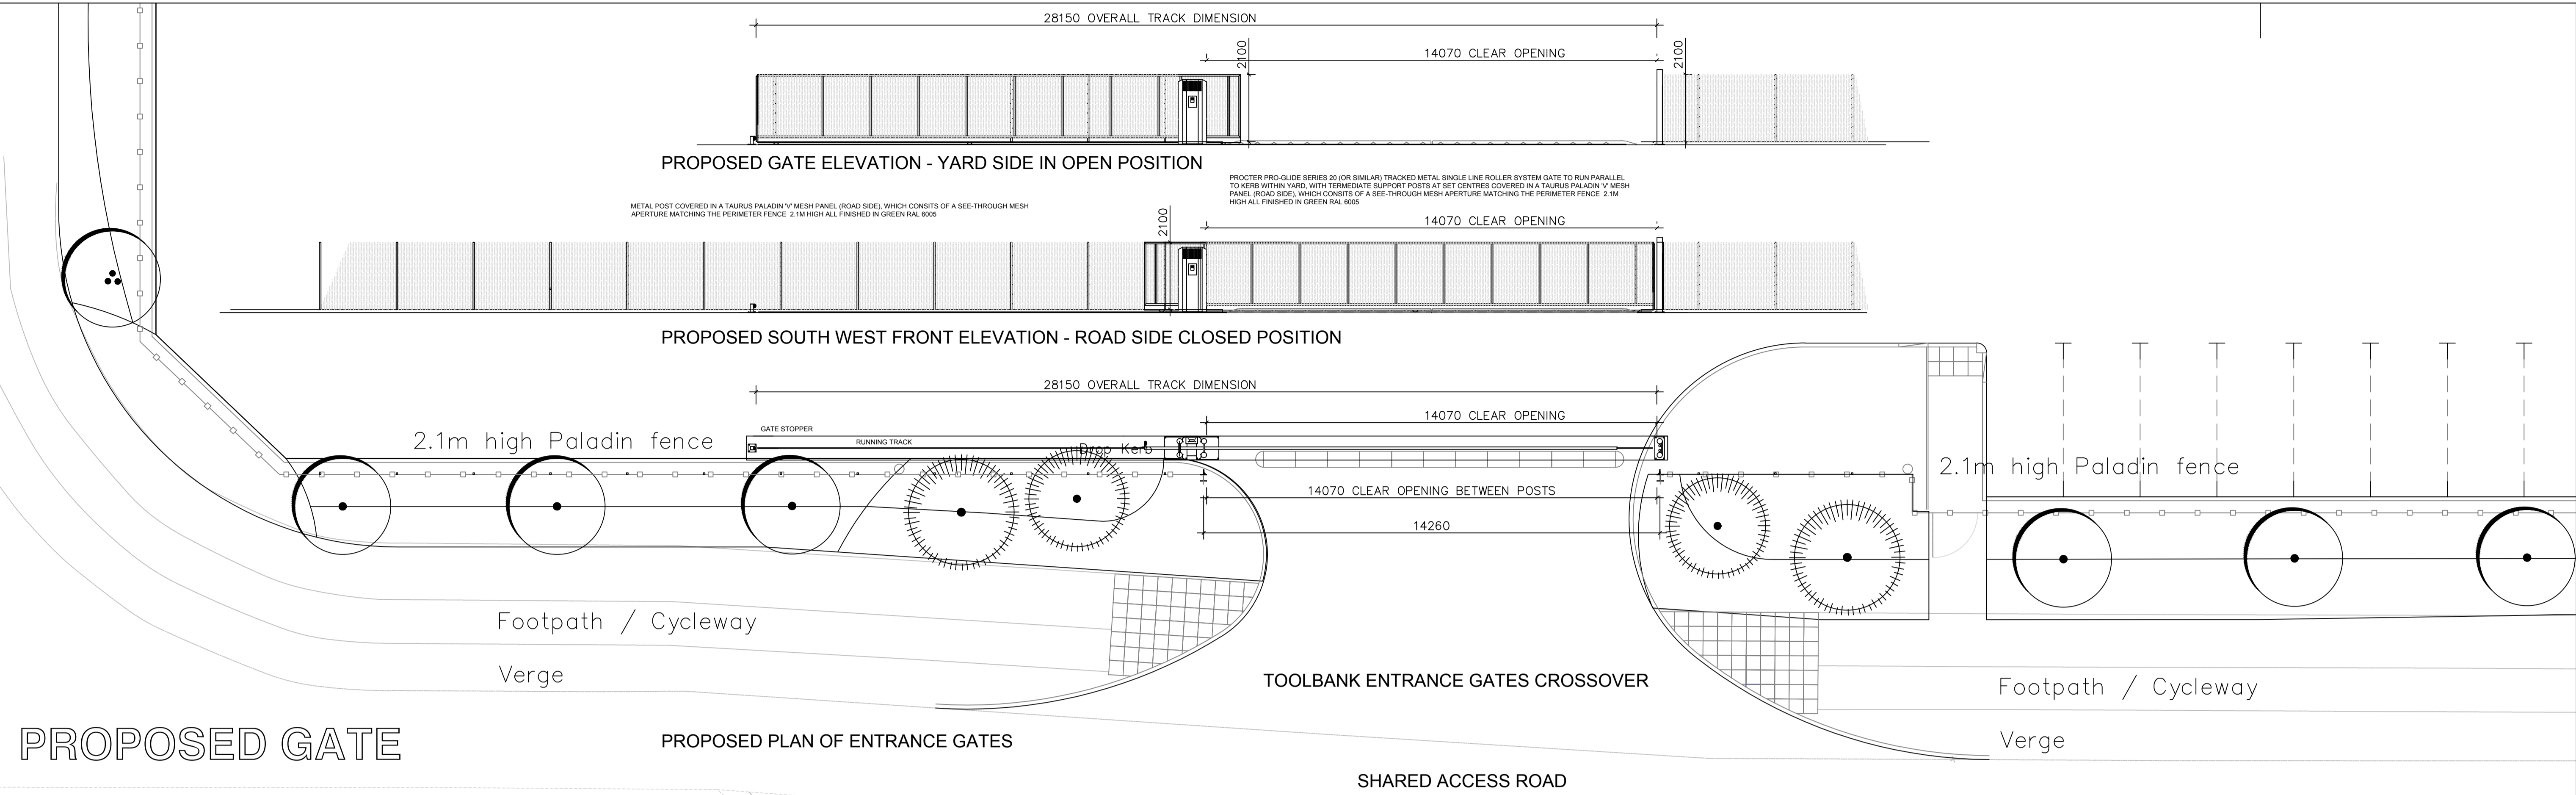 28150 OVERALL TRACK DIMENSION
14070 CLEAR OPENING
2100
2100
PROPOSED GATE ELEVATION - YARD SIDE IN OPEN POSITION
PROCTER PRO-GLIDE SERIES 20 (OR SIMILAR) TRACKED METAL SINGLE LINE ROLLER SYSTEM GATE TO RUN PARALLEL
TO KERB WITHIN YARD, WITH TERMEDIATE SUPPORT POSTS AT SET CENTRES COVERED IN A TAURUS PALADIN 'V' MESH
PANEL (ROAD SIDE), WHICH CONSISTS OF A SEE-THROUGH MESH APERTURE MATCHING THE PERIMETER FENCE 2.1M
HIGH ALL FINISHED IN GREEN RAL 6005
METAL POST COVERED IN A TAURUS PALADIN 'V' MESH PANEL (ROAD SIDE), WHICH CONSITS OF A SEE-THROUGH MESH
APERTURE MATCHING THE PERIMETER FENCE 2.1M HIGH ALL FINISHED IN GREEN RAL 6005
2100
14070 CLEAR OPENING
PROPOSED SOUTH WEST FRONT ELEVATION - ROAD SIDE CLOSED POSITION
28150 OVERALL TRACK DIMENSION
14070 CLEAR OPENING
GATE STOPPER
RUNNING TRACK
Drop Kerb
2.1m high Paladin fence
2.1m high Paladin fence
14070 CLEAR OPENING BETWEEN POSTS
14260
Footpath / Cycleway
Verge
TOOLBANK ENTRANCE GATES CROSSOVER
Footpath / Cycleway
Verge
PROPOSED GATE
PROPOSED PLAN OF ENTRANCE GATES
SHARED ACCESS ROAD